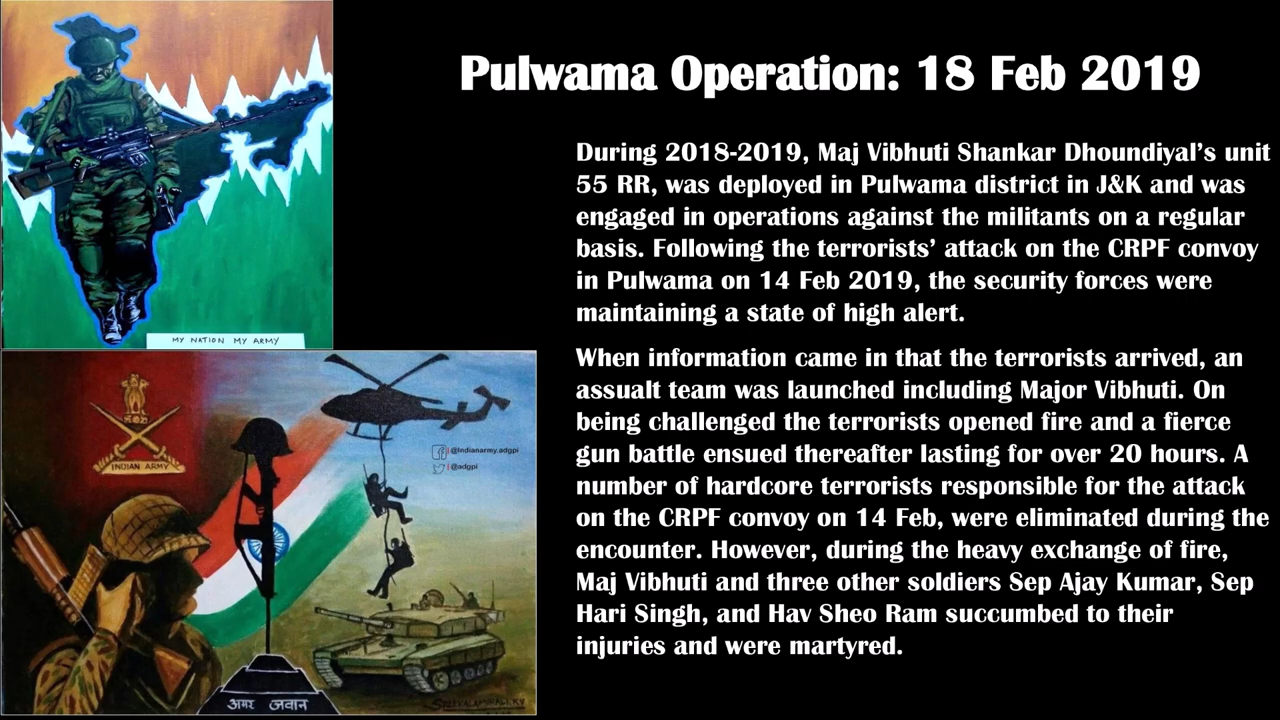 Pulwama Operation: 18 Feb 2019
During 2018-2019, Maj Vibhuti Shankar Dhoundiyal’s unit
55 RR, was deployed in Pulwama district in J&K and was
engaged in operations against the militants on a regular
basis. Following the terrorists’ attack on the CRPF convoy
in Pulwama on 14 Feb 2019, the security forces were
maintaining a state of high alert.
When information came in that the terrorists arrived, an
assualt team was launched including Major Vibhuti. On
being challenged the terrorists opened fire and a fierce
gun battle ensued thereafter lasting for over 20 hours. A
number of hardcore terrorists responsible for the attack
on the CRPF convoy on 14 Feb, were eliminated during the
encounter. However, during the heavy exchange of fire,
Maj Vibhuti and three other soldiers Sep Ajay Kumar, Sep
Hari Singh, and Hav Sheo Ram succumbed to their
injuries and were martyred.
MY NATION MY ARMY
INDIAN ARMY
@indianarmy.adgpi
@adgpi
अमर जवान